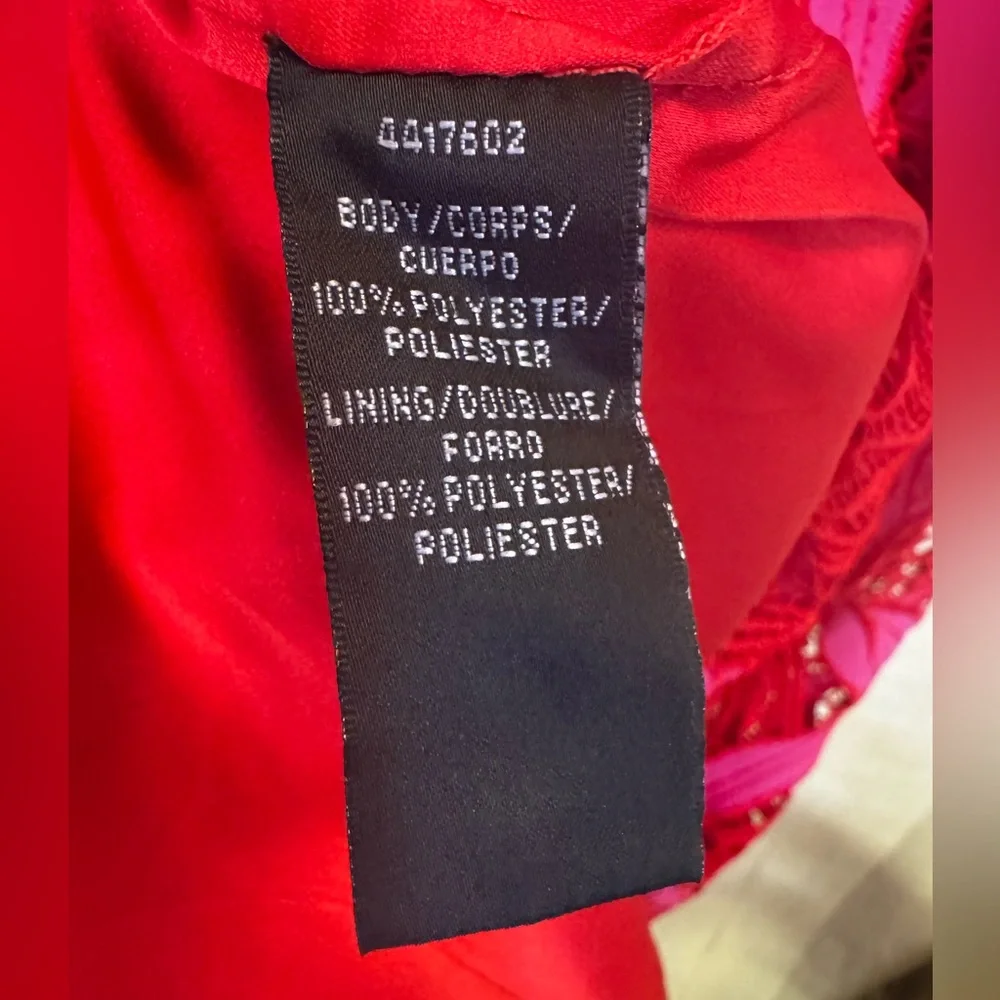 4417602
BODY/CORPS/
CUERPO
100% POLYESTER/
POLIESTER
LINING/DOUBLURE/
FORRO
100% POLYESTER/
POLIESTER